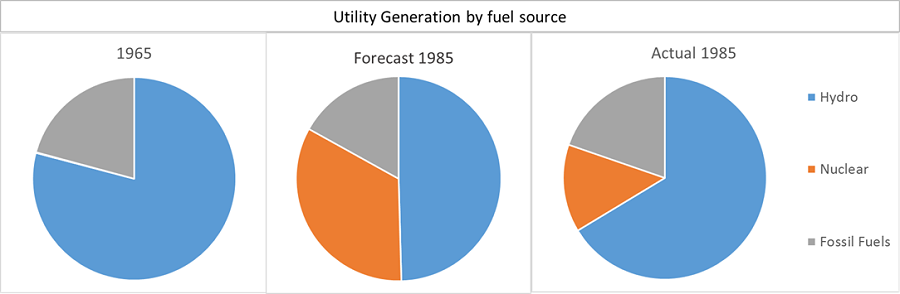 Utility Generation by fuel source
1965
Forecast 1985
Actual 1985
Hydro
Nuclear
Fossil Fuels